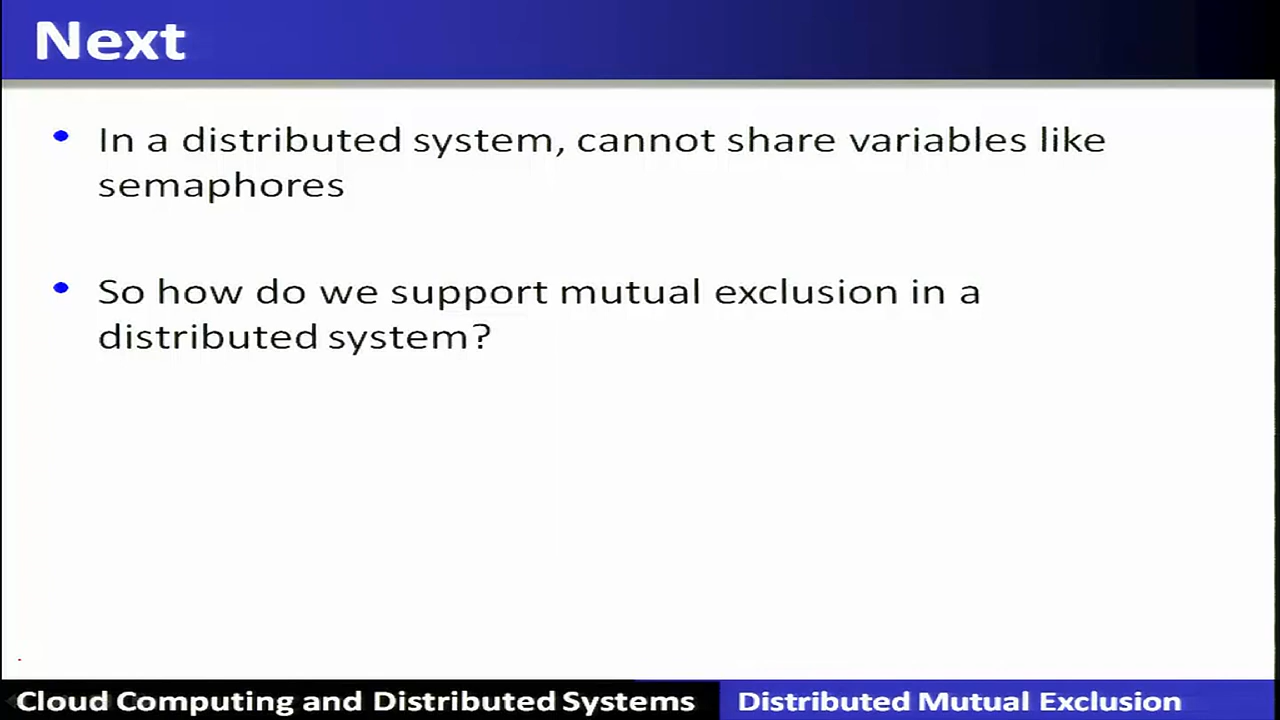 Next
• In a distributed system, cannot share variables like
semaphores
• So how do we support mutual exclusion in a
distributed system?
Cloud Computing and Distributed Systems
Distributed Mutual Exclusion